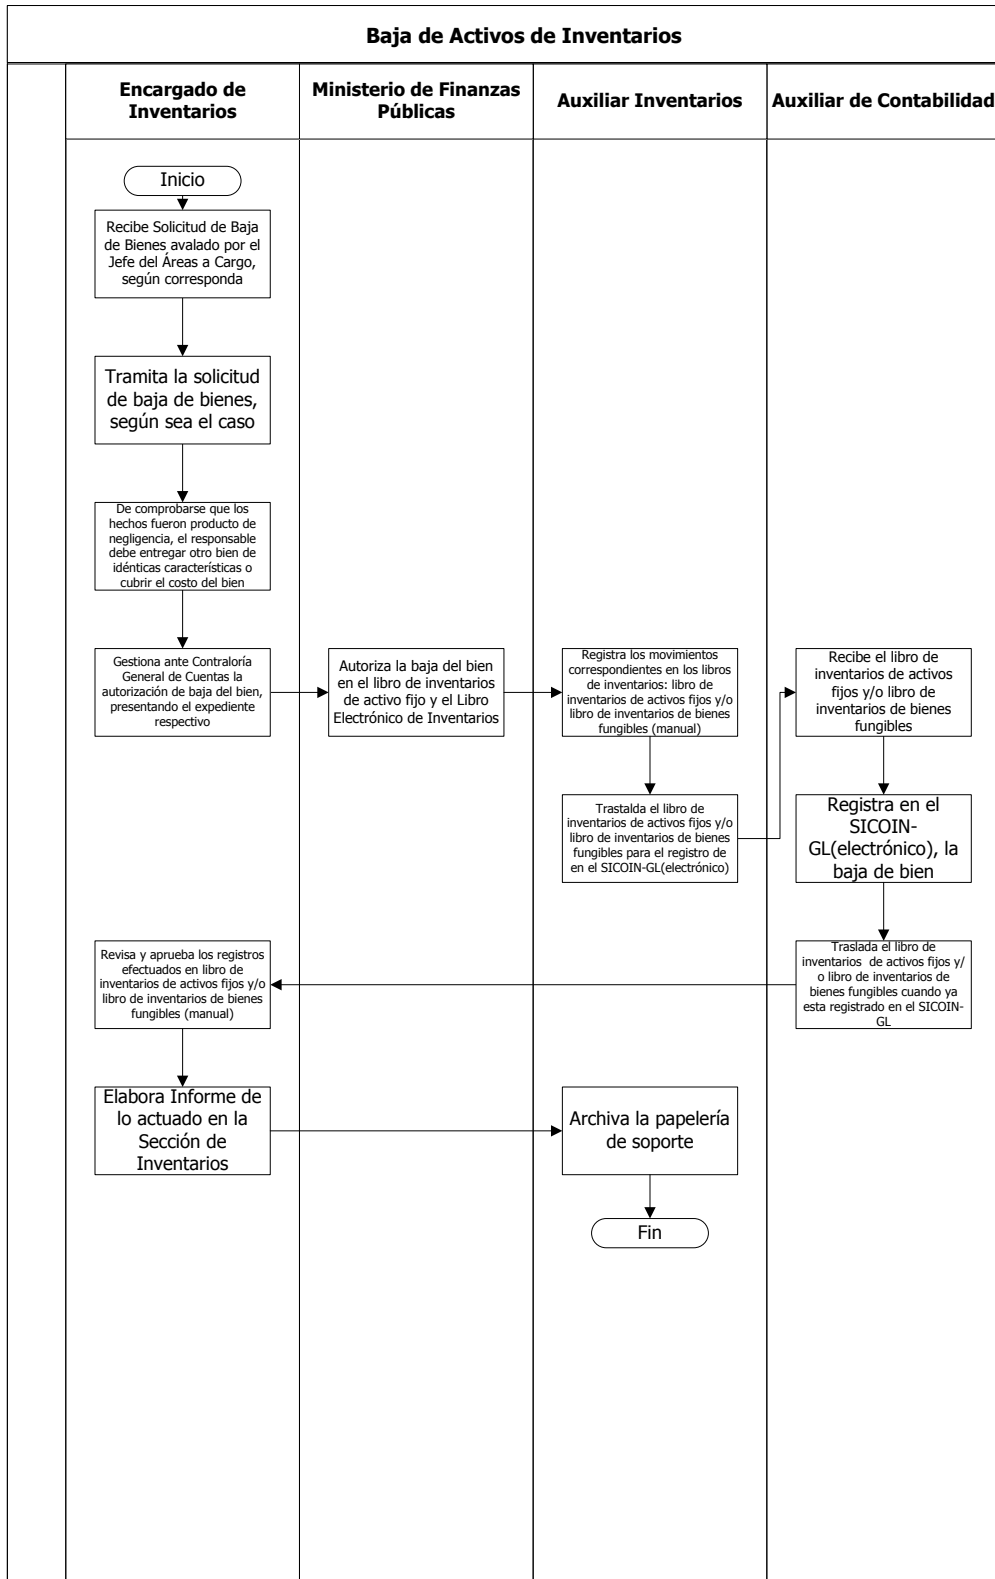 Baja de Activos de Inventarios
Encargado de
Inventarios
Ministerio de Finanzas
Públicas
Auxiliar Inventarios
Auxiliar de Contabilidad
Inicio
Recibe Solicitud de Baja
de Bienes avalado por el
Jefe del Áreas a Cargo,
según corresponda
Tramita la solicitud
de baja de bienes,
según sea el caso
De comprobarse que los
hechos fueron producto de
negligencia, el responsable
debe entregar otro bien de
idénticas características o
cubrir el costo del bien
Gestiona ante Contraloría
General de Cuentas la
autorización de baja del bien,
presentando el expediente
respectivo
Autoriza la baja del bien
en el libro de inventarios
de activo fijo y el Libro
Electrónico de Inventarios
Registra los movimientos
correspondientes en los libros
de inventarios: libro de
inventarios de activos fijos y/o
libro de inventarios de bienes
fungibles (manual)
Recibe el libro de
inventarios de activos
fijos y/o libro de
inventarios de bienes
fungibles
Trastalda el libro de
inventarios de activos fijos y/o
libro de inventarios de bienes
fungibles para el registro de
en el SICOIN-GL(electrónico)
Registra en el
SICOIN-
GL(electrónico), la
baja de bien
Traslada el libro de
inventarios  de activos fijos y/
o libro de inventarios de
bienes fungibles cuando ya
esta registrado en el SICOIN-
GL
Revisa y aprueba los registros
efectuados en libro de
inventarios de activos fijos y/o
libro de inventarios de bienes
fungibles (manual)
Elabora Informe de
lo actuado en la
Sección de
Inventarios
Archiva la papelería
de soporte
Fin